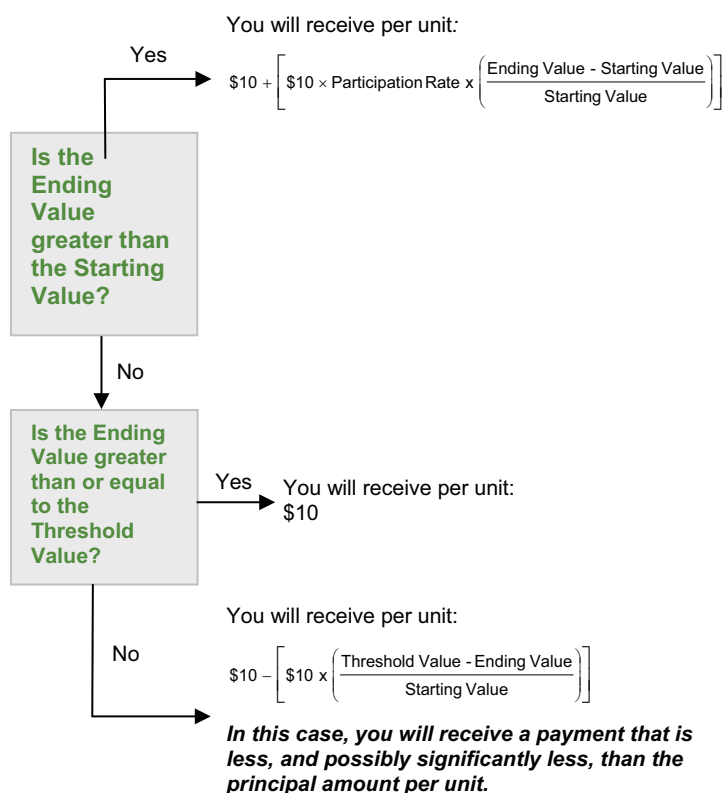 You will receive per unit:
Yes
$10 + [ $10 × Participation Rate x ( Ending Value - Starting Value / Starting Value ) ]
Is the
Ending
Value
greater than
the Starting
Value?
No
Is the Ending
Value greater
than or equal
to the
Threshold
Value?
Yes
You will receive per unit:
$10
You will receive per unit:
No
$10 – [ $10 x ( Threshold Value - Ending Value / Starting Value ) ]
In this case, you will receive a payment that is
less, and possibly significantly less, than the
principal amount per unit.